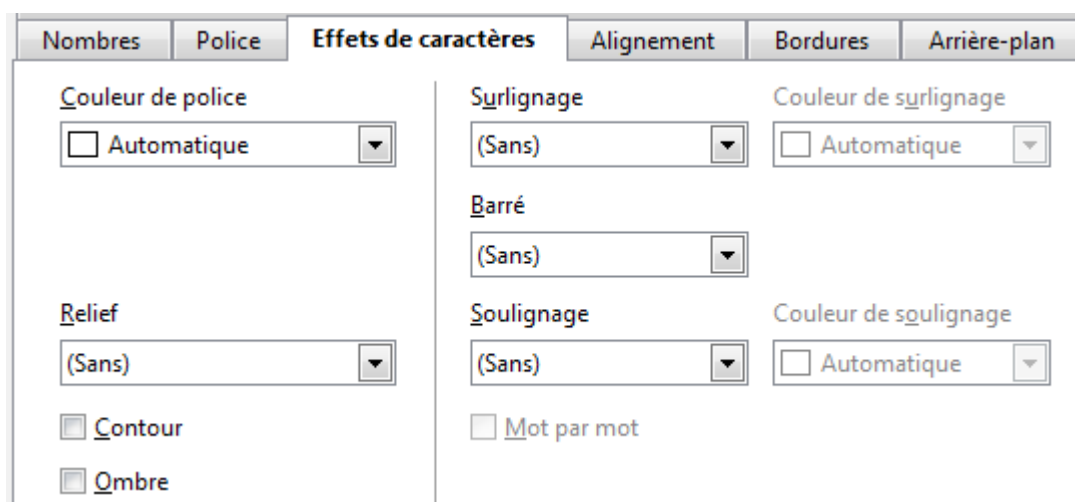 Nombres Police Effets de caractères Alignement Bordures Arrière-plan
Couleur de police Surlignage Couleur de surlignage
Automatique (Sans) Automatique
Barré
(Sans)
Relief Soulignage Couleur de soulignage
(Sans) (Sans) Automatique
Contour Mot par mot
Ombre